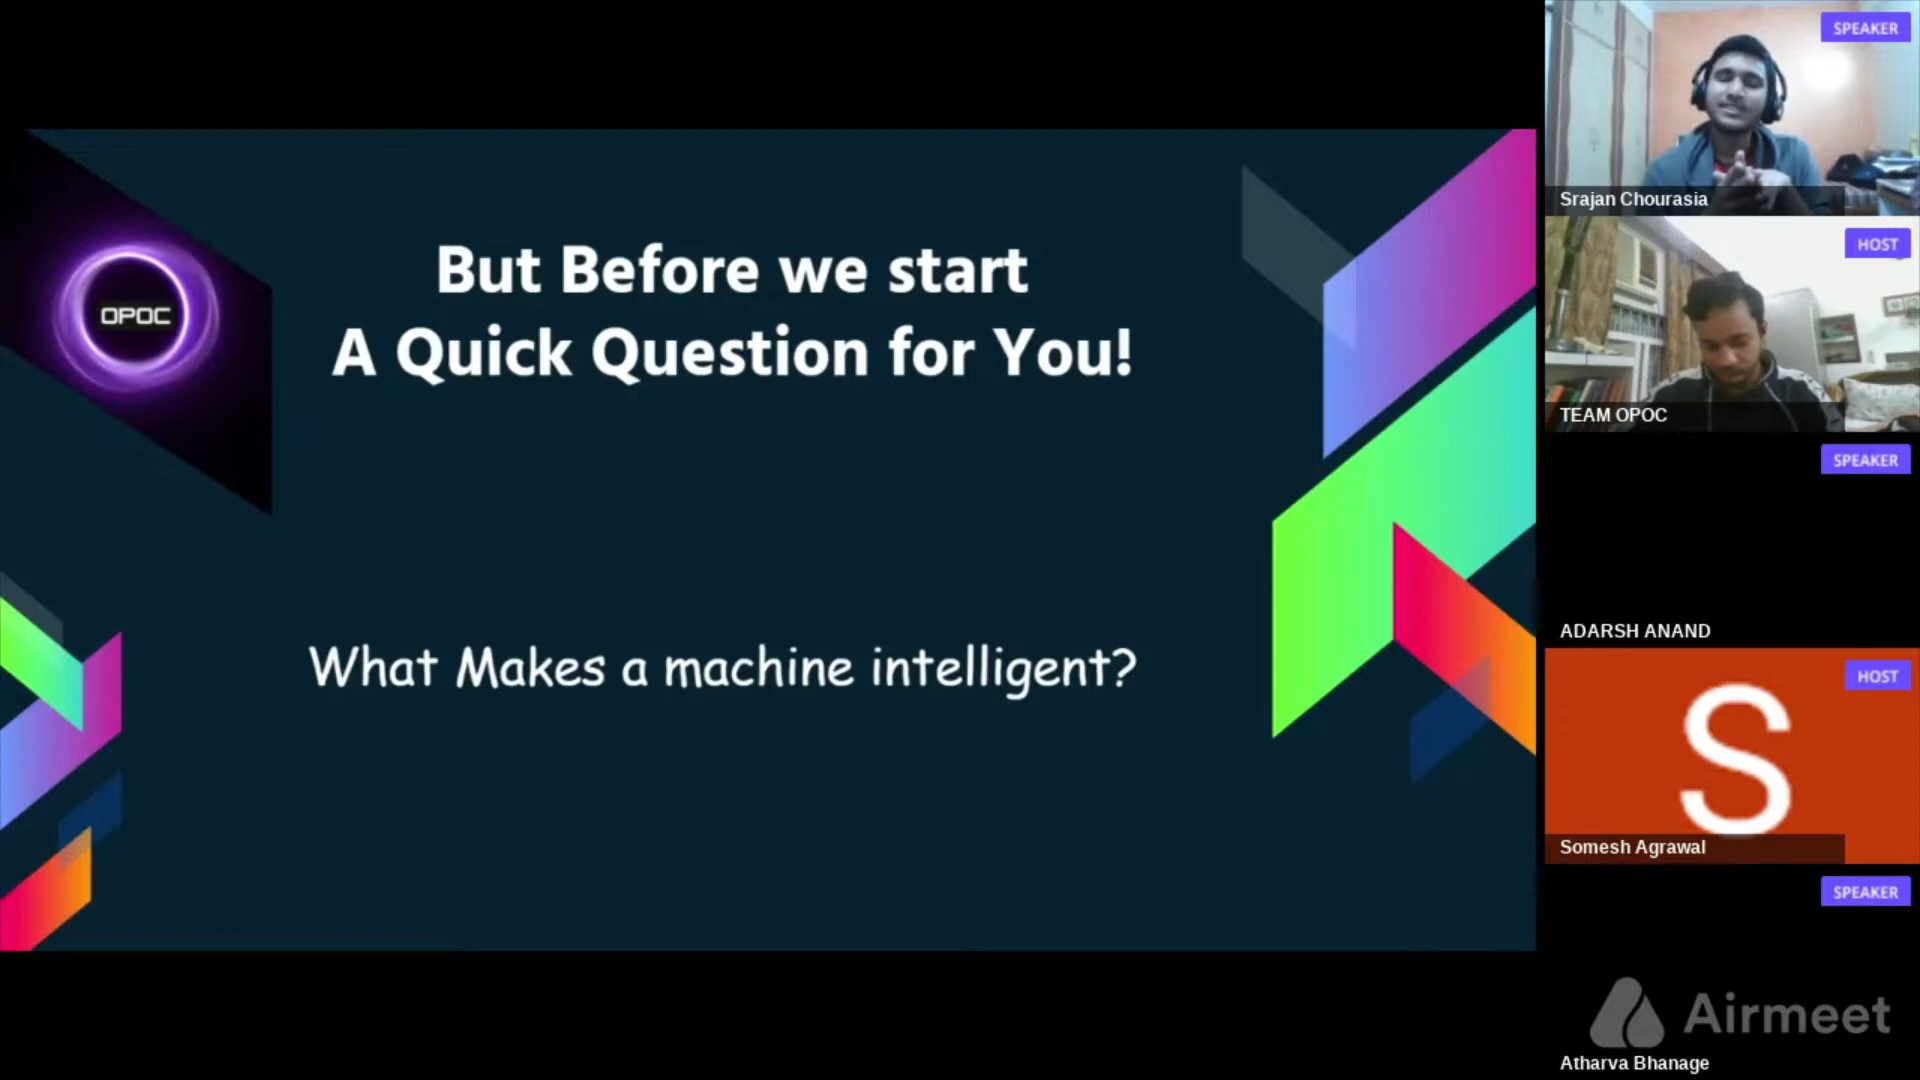 OPOC
But Before we start
A Quick Question for You!
What Makes a machine intelligent?
SPEAKER
Srajan Chourasia
HOST
TEAM OPOC
SPEAKER
ADARSH ANAND
HOST
S
Somesh Agrawal
SPEAKER
Airmeet
Atharva Bhanage